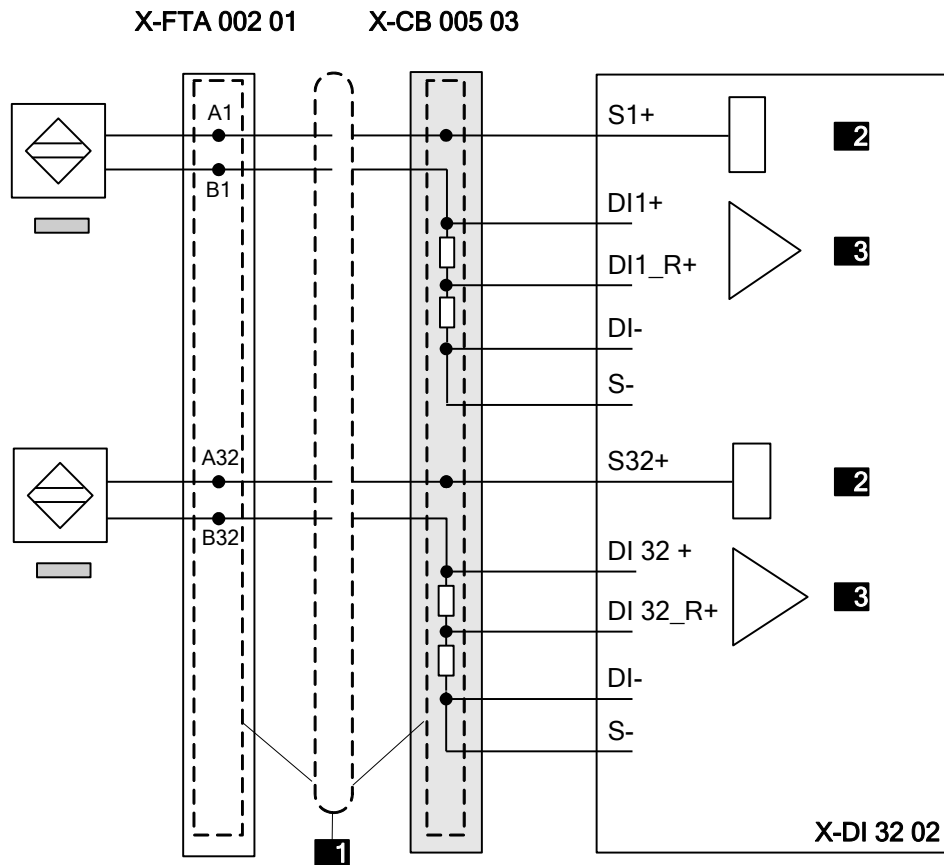 X-FTA 002 01
X-CB 005 03
A1
B1
S1+
2
DI1+
DI1_R+
3
DI-
S-
A32
B32
S32+
2
DI 32 +
DI 32_R+
3
DI-
S-
X-DI 32 02
1